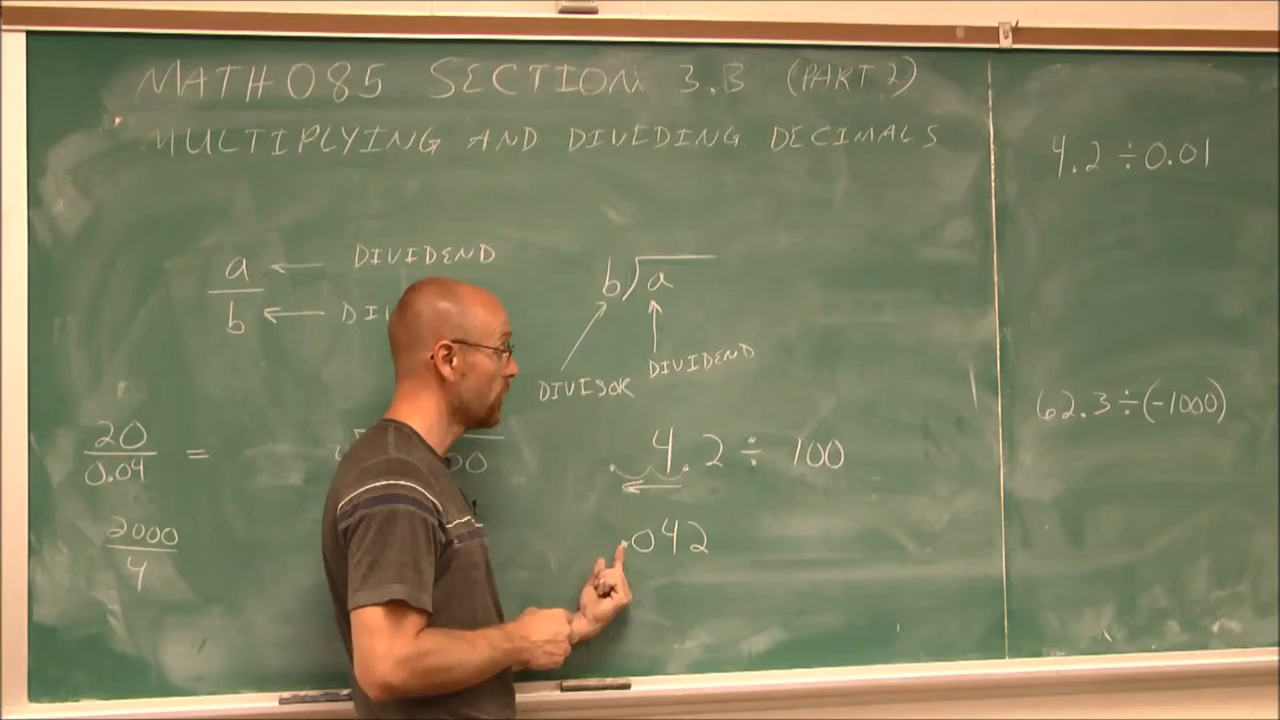 MATH 085 SECTION 3.B (PART 2)
MULTIPLYING AND DIVIDING DECIMALS
a ← DIVIDEND
b ←
b)a
DIVISOR
DIVIDEND
20/0.04 =
2000/4
4.2 ÷ 100
.042
4.2 ÷ 0.01
62.3 ÷ (-1000)